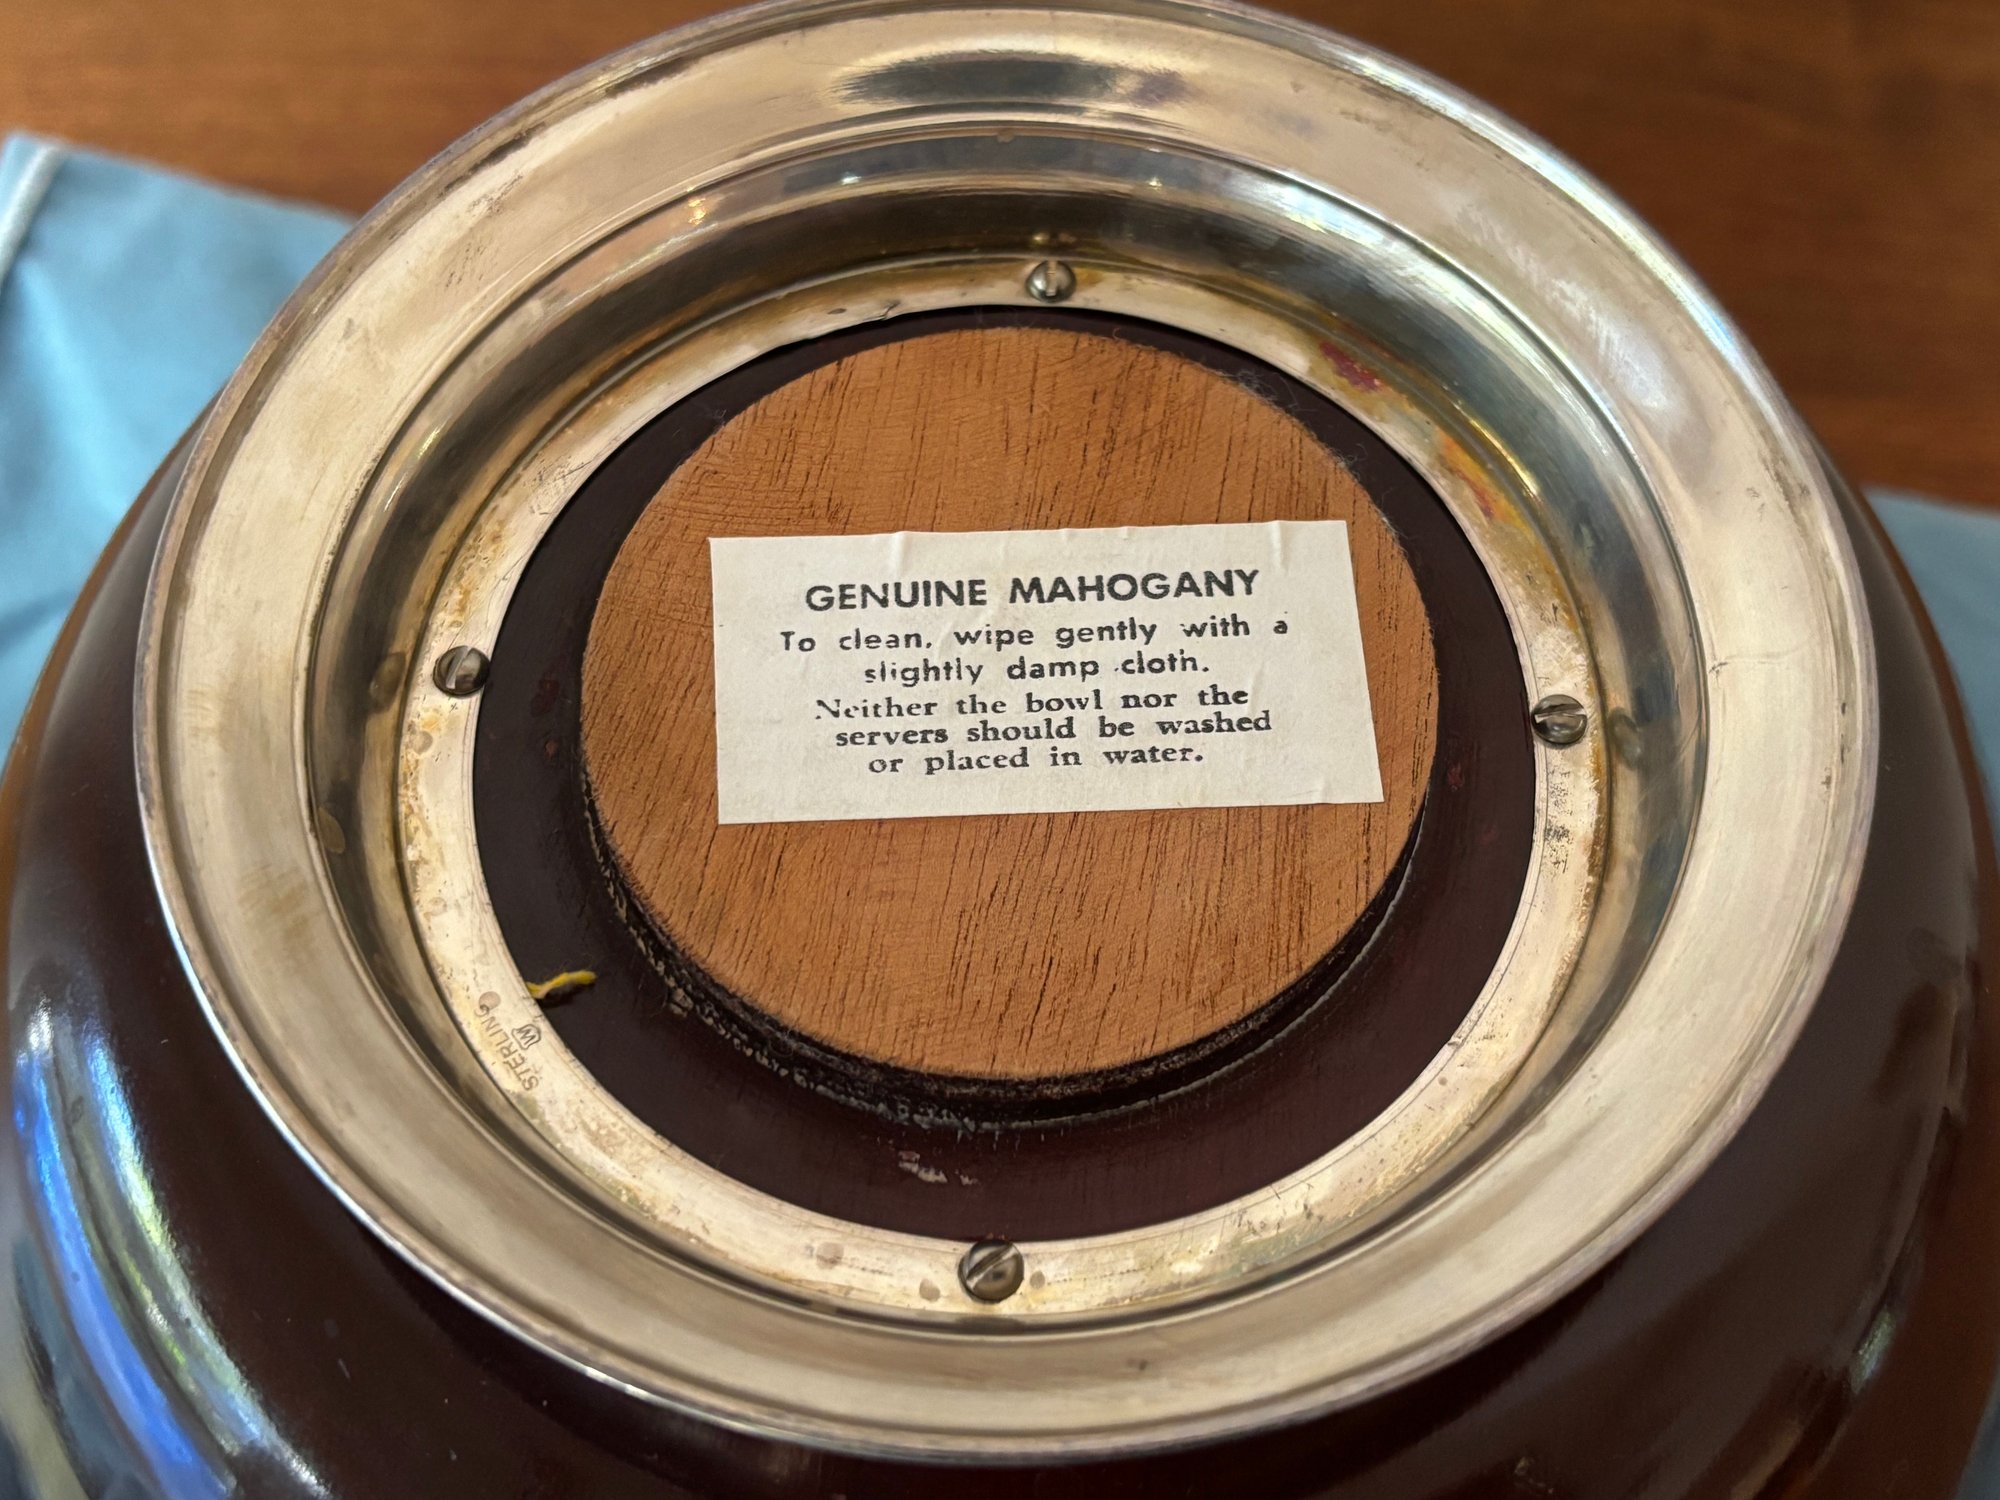 GENUINE MAHOGANY
To clean, wipe gently with a
slightly damp cloth.
Neither the bowl nor the
servers should be washed
or placed in water.
STERLING
W